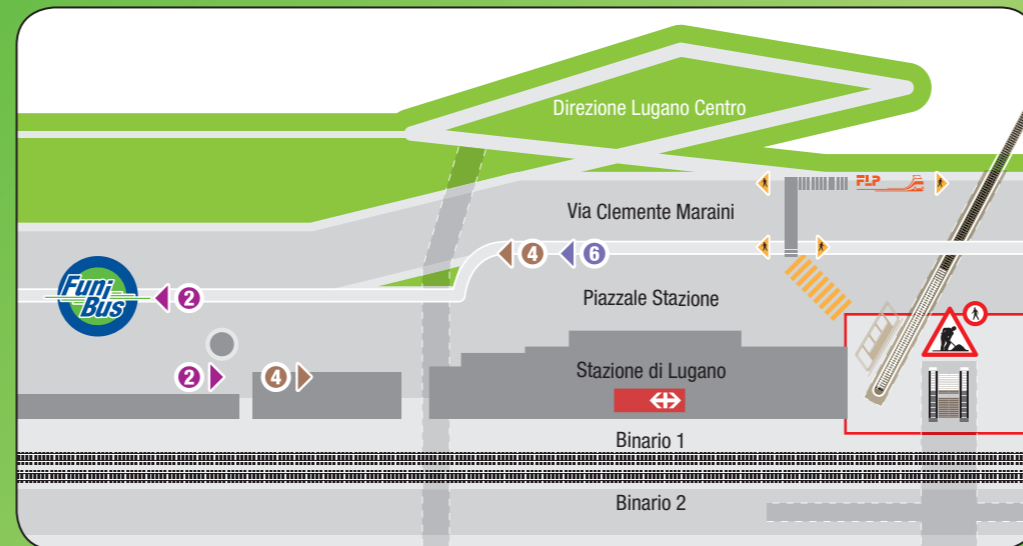 Direzione Lugano Centro
FLP
Via Clemente Maraini
4 6
Funi
Bus
2
Piazzale Stazione
Stazione di Lugano
2 4
Binario 1
Binario 2